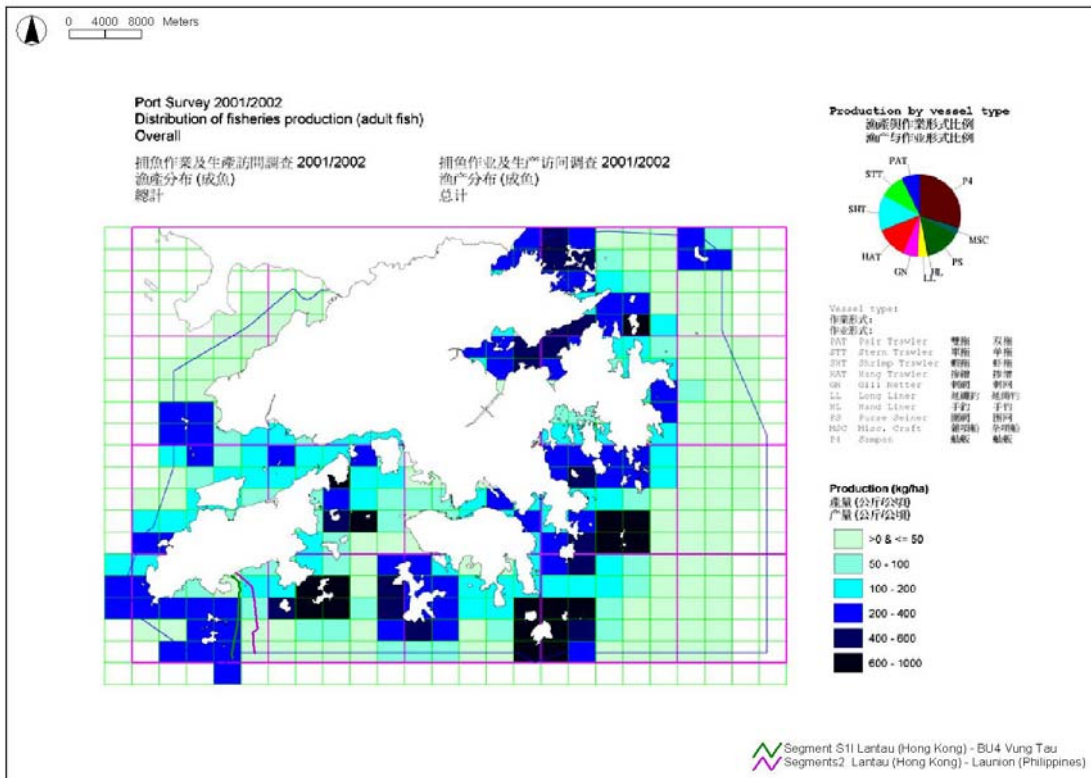 0 4000 8000 Meters
Port Survey 2001/2002
Distribution of fisheries production (adult fish)
Overall
捕魚作業及生產訪問調查 2001/2002
漁產分布 (成魚)
總計
捕鱼作业及生产访问调查 2001/2002
渔产分布 (成鱼)
总计
Production by vessel type
漁產與作業形式比例
渔产与作业形式比例
PAT
P4
STT
SHT
MSC
HAT
PS
GN
HL
LL
Vessel type:
作業形式:
作业形式:
PAT Pair Trawler 雙拖 双拖
STT Stern Trawler 單拖 单拖
SHT Shrimp Trawler 蝦拖 虾拖
HAT Hang Trawler 摻繒 掺缯
GN Gill Netter 刺網 刺网
LL Long Liner
HL Hand Liner 手釣 手钓
PS Purse Seiner 圍網 围网
MSC Misc. Craft 雜項船 杂项船
P4 Sampan 舢舨 舢舨
Production (kg/ha)
產量 (公斤/公頃)
产量 (公斤/公顷)
>0 & <= 50
50 - 100
100 - 200
200 - 400
400 - 600
600 - 1000
Segment S1I Lantau (Hong Kong) - BU4 Vung Tau
Segments2 Lantau (Hong Kong) - Launion (Philippines)